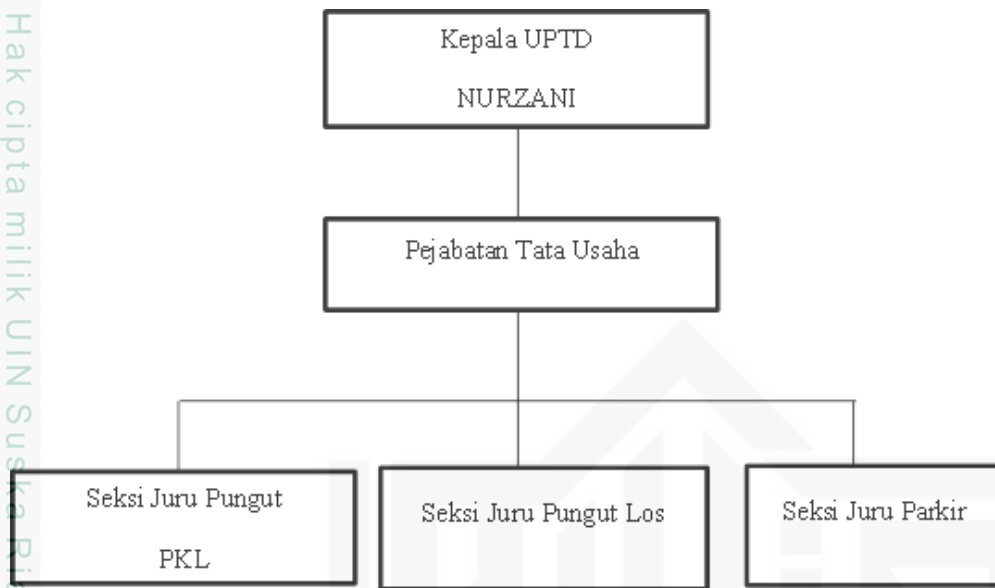 Hak cipta milik UIN Suska
Kepala UPTD
NURZANI
Pejabatan Tata Usaha
Seksi Juru Pungut
PKL
Seksi Juru Pungut Los
Seksi Juru Parkir